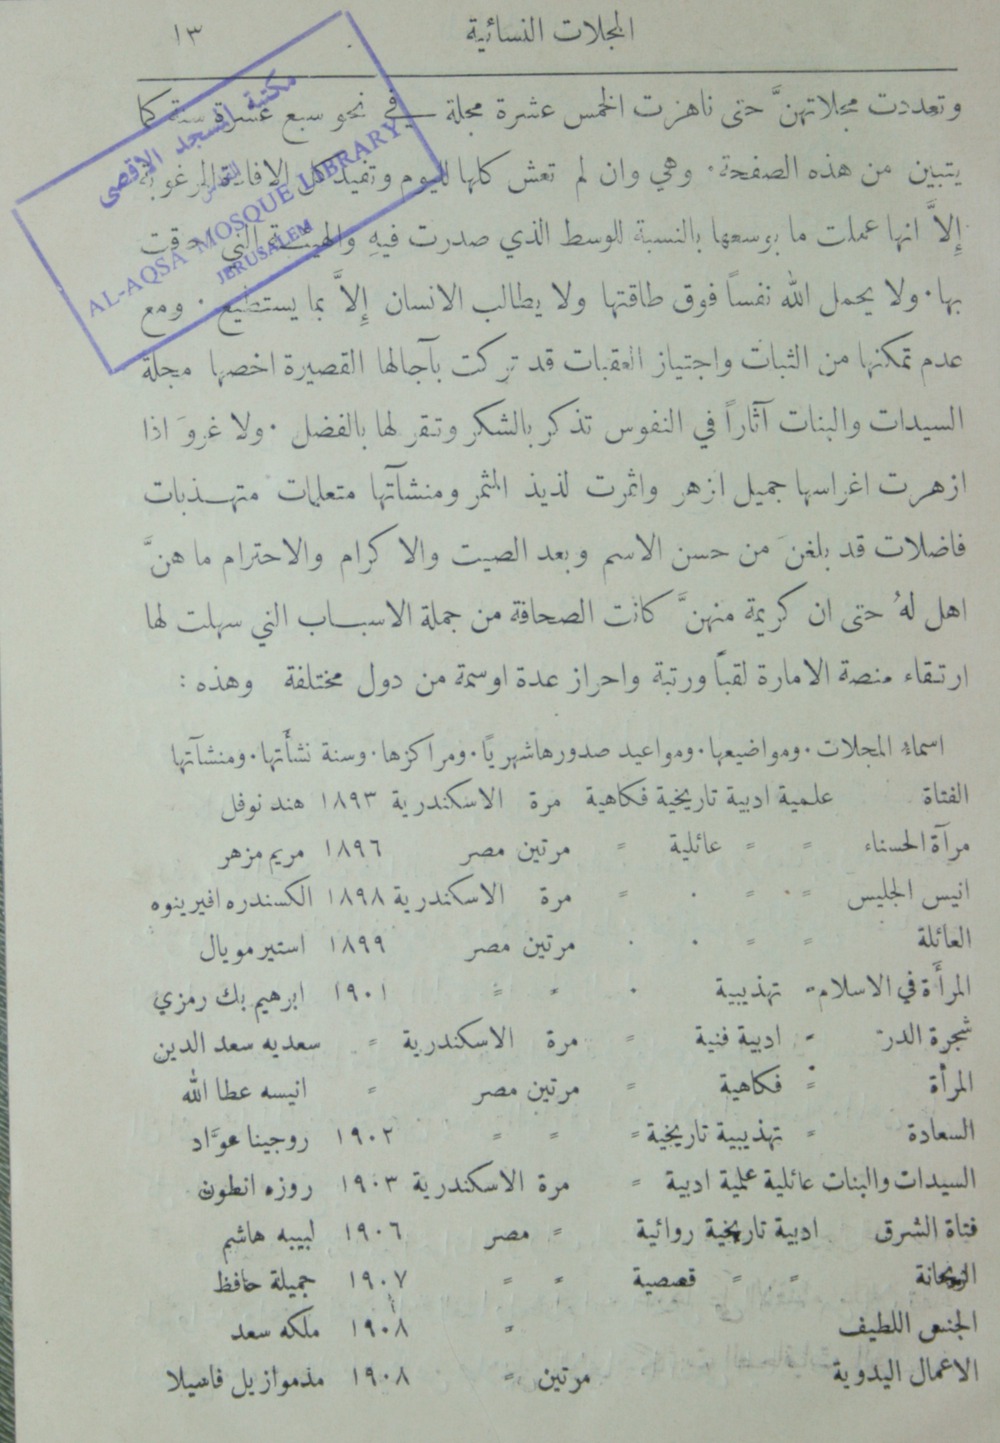 المجلات النسائية
١٣
وتعددت مجلاتهنَّ حتى ناهزت الخمس عشرة مجلة في نحو سبع عشرة سنة كما
يتبين من هذه الصفحة. وهي وان لم تعش كلها لليوم وتفيد كل الافادة المرغوبة
إلاَّ انها عملت ما بوسعها بالنسبة للوسط الذي صدرت فيهِ والهيئة التي حقت
بها. ولا يحمل الله نفساً فوق طاقتها ولا يطالب الانسان إلاَّ بما يستطيع. ومع
عدم تمكنها من الثبات واجتياز العقبات قد تركت بآجالها القصيرة اخصها مجلة
السيدات والبنات آثاراً في النفوس تذكر بالشكر وتقر لها بالفضل. ولا غروَ اذا
ازهرت اغراسها جميل ازهر واثمرت لذيذ الثمر ومنشآتها متعلمات متهذبات
فاضلات قد بلغنَ من حسن الاسم وبعد الصيت والاكرام والاحترام ما هنَّ
اهل لهُ حتى ان كريمة منهنَّ كانت الصحافة من جملة الاسباب التي سهلت لها
ارتقاء منصة الامارة لقباً ورتبة واحراز عدة اوسمة من دول مختلفة وهذه :
اسماء المجلات. ومواضيعها. ومواعيد صدورها شهريًا. ومراكزها. وسنة نشأتها. ومنشآتها
الفتاة علمية ادبية تاريخية فكاهية مرة الاسكندرية ١٨٩٣ هند نوفل
مرآة الحسناء = = عائلية = مرتين مصر ١٨٩٦ مريم مزهر
انيس الجليس = = = = مرة الاسكندرية ١٨٩٨ الكسندره افيرينوه
العائلة = = = = مرتين مصر ١٨٩٩ استير مويال
المرأة في الاسلام = تهذيبية = = = ١٩٠١ ابرهيم بك رمزي
شجرة الدر = ادبية فنية = مرة الاسكندرية = سعديه سعد الدين
المرأة = فكاهية = مرتين مصر = انيسه عطا الله
السعادة = تهذيبية تاريخية = = = ١٩٠٢ روجينا عوَّاد
السيدات والبنات عائلية علمية ادبية = مرة الاسكندرية ١٩٠٣ روزه انطون
فتاة الشرق ادبية تاريخية روائية = مصر ١٩٠٦ لبيبه هاشم
الريحانة = = قصصية = = ١٩٠٧ جميلة حافظ
الجنس اللطيف = ١٩٠٨ ملكه سعد
الاعمال اليدوية مرتين = ١٩٠٨ مذموازيل فاسيلا
مكتبة المسجد الاقصى
القدس
AL-AQSA MOSQUE LIBRARY
JERUSALEM